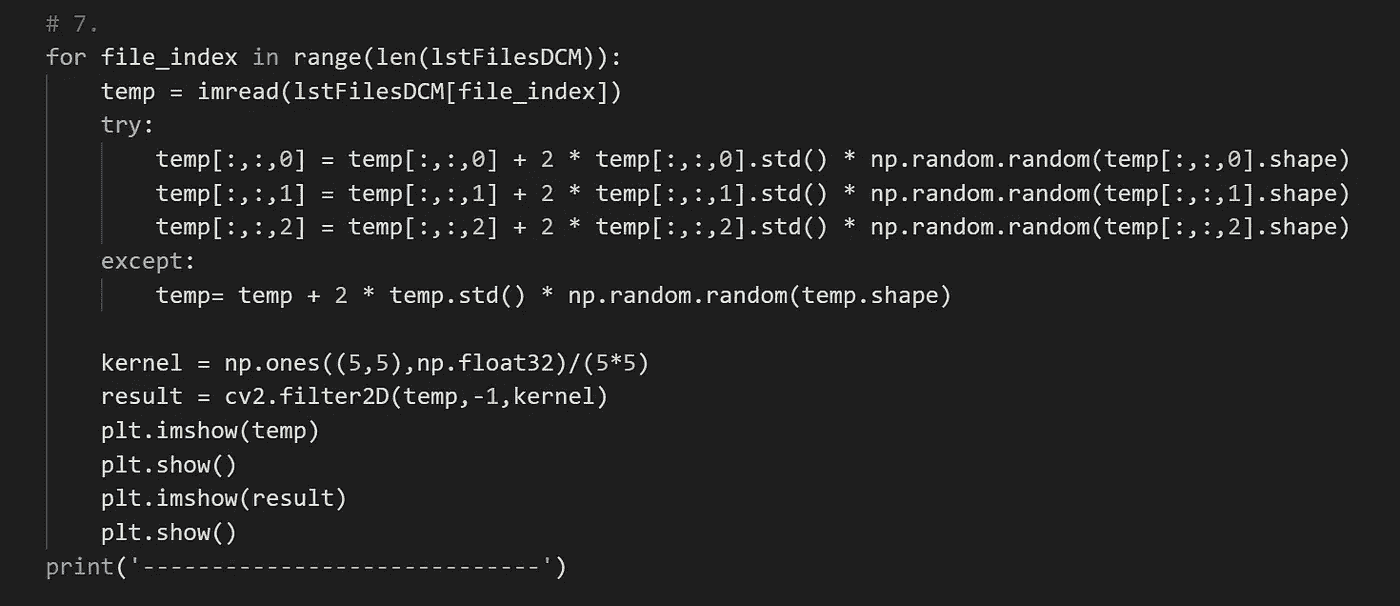 # 7.
for file_index in range(len(lstFilesDCM)):
    temp = imread(lstFilesDCM[file_index])
    try:
        temp[:,:,0] = temp[:,:,0] + 2 * temp[:,:,0].std() * np.random.random(temp[:,:,0].shape)
        temp[:,:,1] = temp[:,:,1] + 2 * temp[:,:,1].std() * np.random.random(temp[:,:,1].shape)
        temp[:,:,2] = temp[:,:,2] + 2 * temp[:,:,2].std() * np.random.random(temp[:,:,2].shape)
    except:
        temp= temp + 2 * temp.std() * np.random.random(temp.shape)

    kernel = np.ones((5,5),np.float32)/(5*5)
    result = cv2.filter2D(temp,-1,kernel)
    plt.imshow(temp)
    plt.show()
    plt.imshow(result)
    plt.show()
print('-----------------------------')